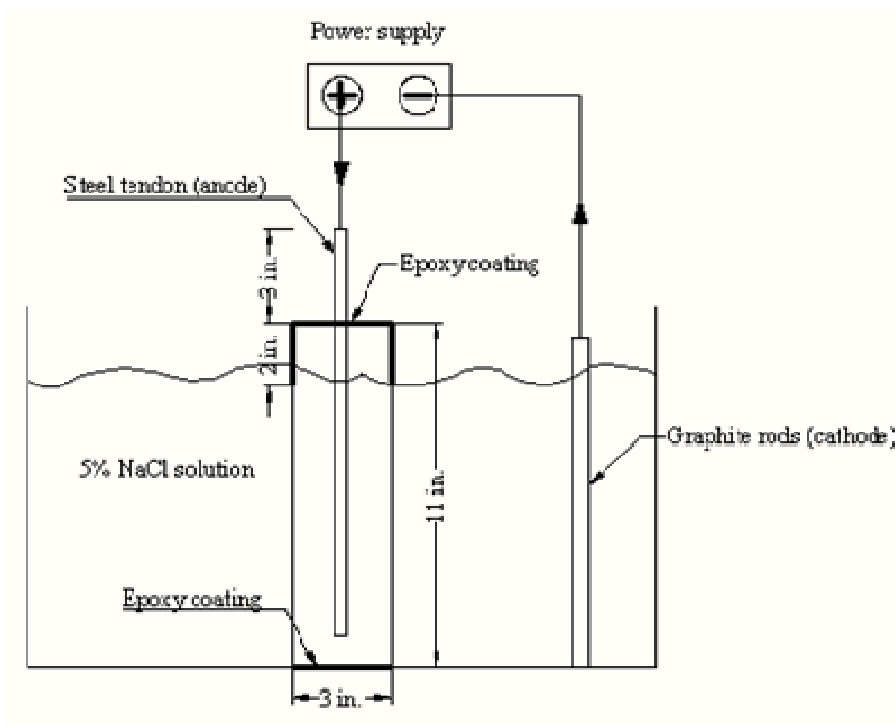 Power supply
+ −
Steel tendon (anode)
3 in.
Epoxy coating
2 in.
Graphite rods (cathode)
5% NaCl solution
11 in.
Epoxy coating
3 in.